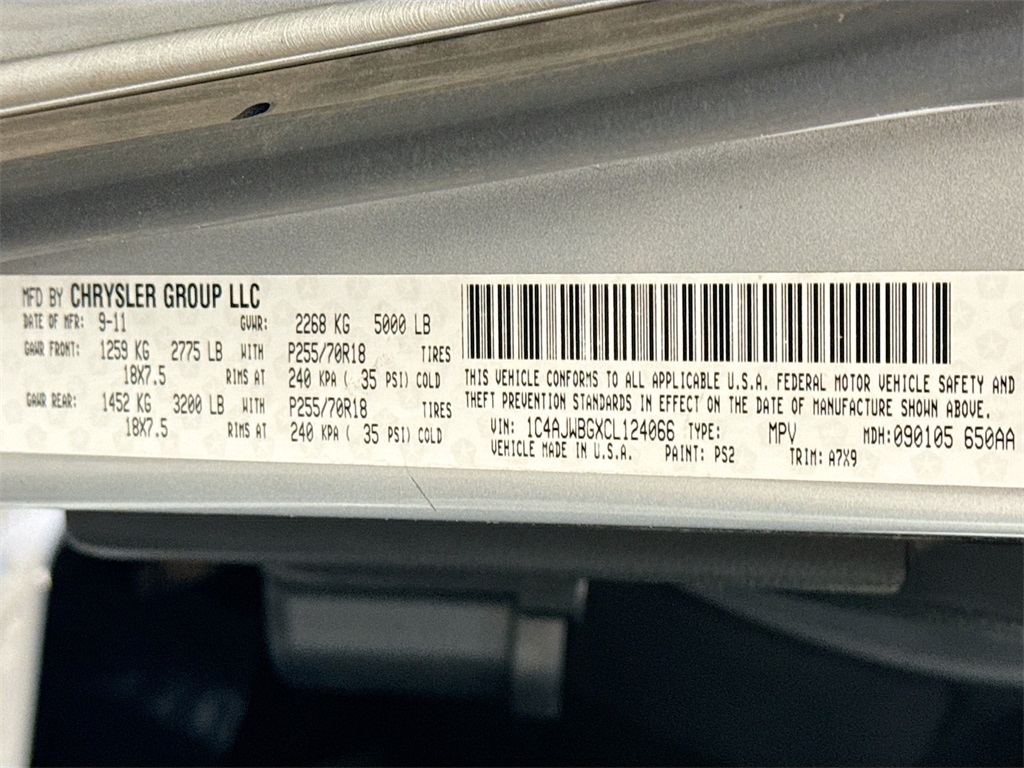 MFD BY CHRYSLER GROUP LLC
DATE OF MFR: 9-11 GVWR: 2268 KG 5000 LB
GAWR FRONT: 1259 KG 2775 LB WITH P255/70R18 TIRES
18X7.5 RIMS AT 240 KPA ( 35 PSI) COLD
GAWR REAR: 1452 KG 3200 LB WITH P255/70R18 TIRES
18X7.5 RIMS AT 240 KPA ( 35 PSI) COLD
THIS VEHICLE CONFORMS TO ALL APPLICABLE U.S.A. FEDERAL MOTOR VEHICLE SAFETY AND
THEFT PREVENTION STANDARDS IN EFFECT ON THE DATE OF MANUFACTURE SHOWN ABOVE.
VIN: 1C4AJWBGXCL124066 TYPE: MPV MDH:090105 650AA
VEHICLE MADE IN U.S.A. PAINT: PS2 TRIM: A7X9